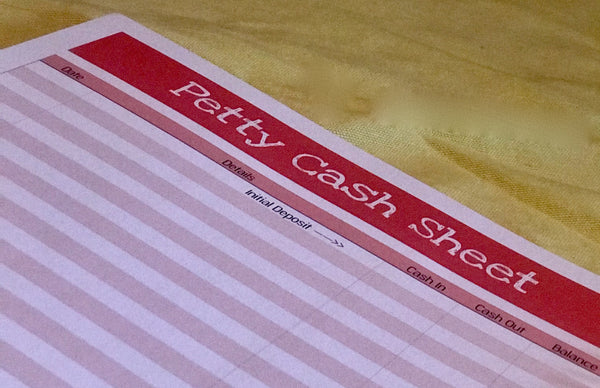 Petty Cash Sheet
Date Details Cash In Cash Out Balance
Initial Deposit